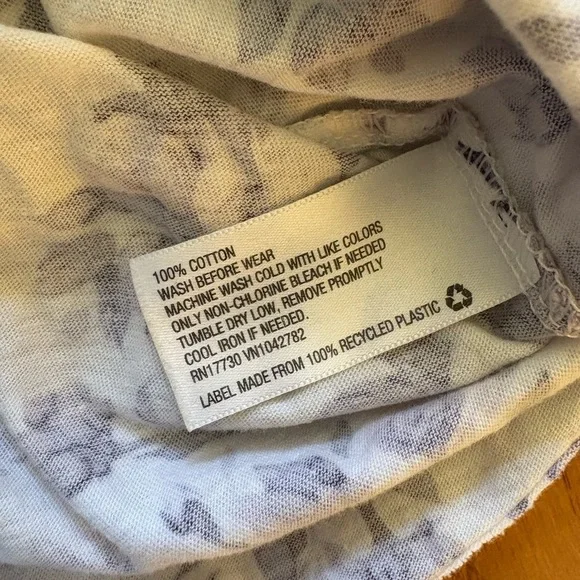 100% COTTON
WASH BEFORE WEAR
MACHINE WASH COLD WITH LIKE COLORS
ONLY NON-CHLORINE BLEACH IF NEEDED
TUMBLE DRY LOW, REMOVE PROMPTLY
COOL IRON IF NEEDED.
RN17730 VN1042782
LABEL MADE FROM 100% RECYCLED PLASTIC